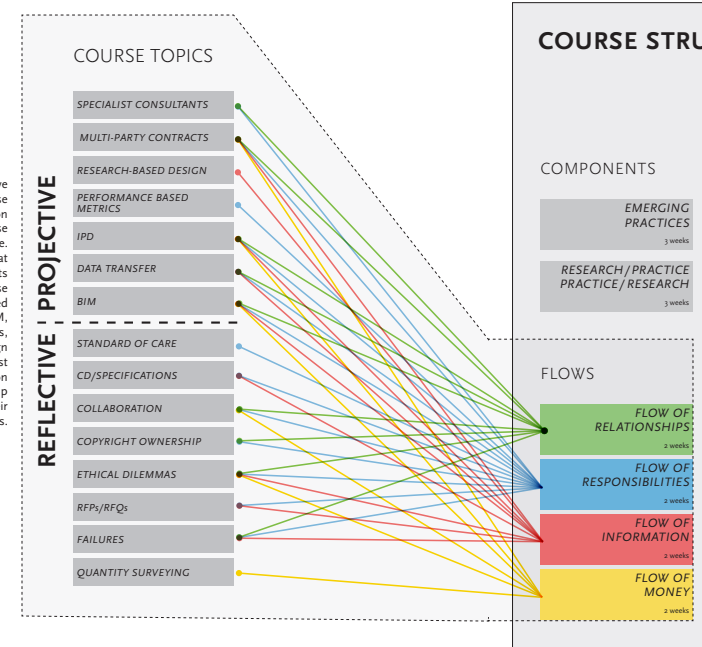 COURSE TOPICS
SPECIALIST CONSULTANTS
MULTI-PARTY CONTRACTS
RESEARCH-BASED DESIGN
PERFORMANCE BASED
METRICS
IPD
DATA TRANSFER
BIM
STANDARD OF CARE
CD/SPECIFICATIONS
COLLABORATION
COPYRIGHT OWNERSHIP
ETHICAL DILEMMAS
RFPs/RFQs
FAILURES
QUANTITY SURVEYING
PROJECTIVE
REFLECTIVE
COURSE STRU
COMPONENTS
EMERGING
PRACTICES
3 weeks
RESEARCH/PRACTICE
PRACTICE/RESEARCH
3 weeks
FLOWS
FLOW OF
RELATIONSHIPS
2 weeks
FLOW OF
RESPONSIBILITIES
2 weeks
FLOW OF
INFORMATION
2 weeks
FLOW OF
MONEY
2 weeks